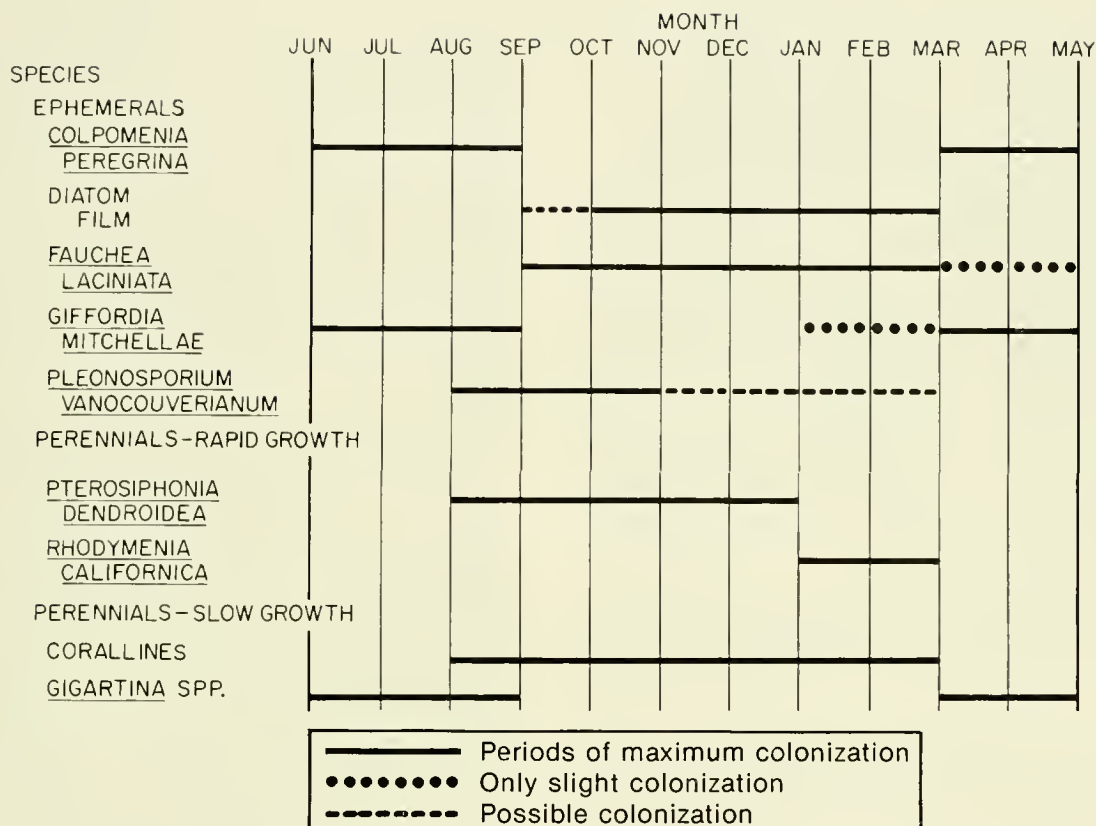 MONTH
JUN JUL AUG SEP OCT NOV DEC JAN FEB MAR APR MAY
SPECIES
EPHEMERALS
COLPOMENIA
PEREGRINA
DIATOM
FILM
FAUCHEA
LACINIATA
GIFFORDIA
MITCHELLAE
PLEONOSPORIUM
VANOCOUVERIANUM
PERENNIALS-RAPID GROWTH
PTEROSIPHONIA
DENDROIDEA
RHODYMENIA
CALIFORNICA
PERENNIALS-SLOW GROWTH
CORALLINES
GIGARTINA SPP.
Periods of maximum colonization
Only slight colonization
Possible colonization